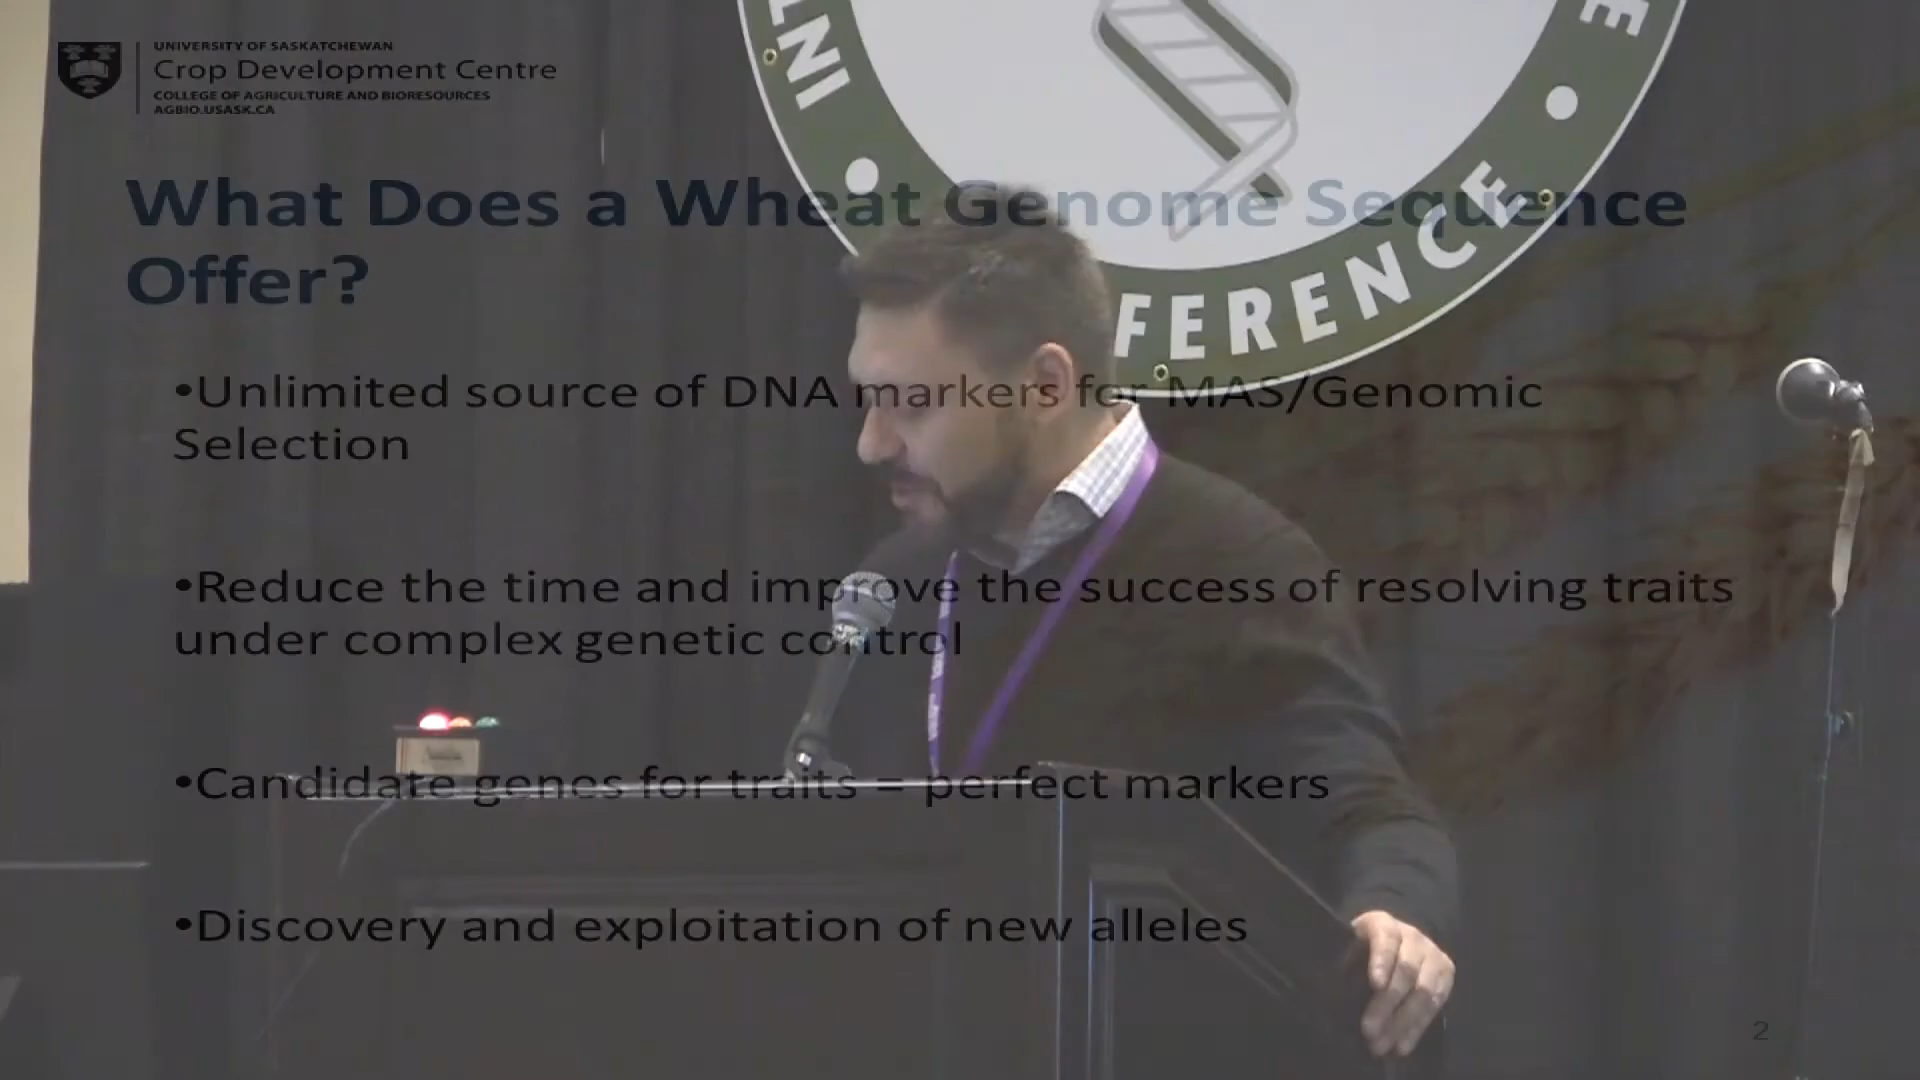 UNIVERSITY OF SASKATCHEWAN
Crop Development Centre
COLLEGE OF AGRICULTURE AND BIORESOURCES
AGBIO.USASK.CA
What Does a Wheat Genome Sequence
Offer?
•Unlimited source of DNA markers for MAS/Genomic
Selection
•Reduce the time and improve the success of resolving traits
under complex genetic control
•Candidate genes for traits = perfect markers
•Discovery and exploitation of new alleles
2
INT
E
FERENCE